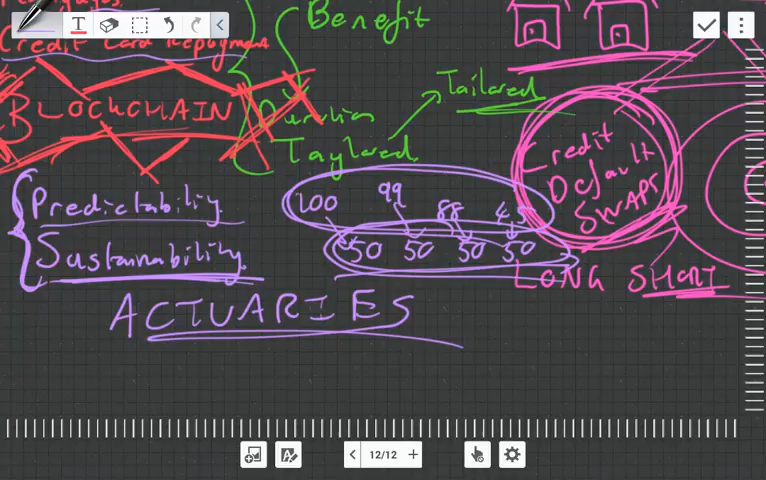 Benefit
Credit Card Repayment
Tailored
BLOCKCHAIN
Duration
Taylored
Credit
Default
SWAPS
Predictability
100 99 88 45
Sustainability
50 50 50 50
LONG SHORT
ACTUARIES
12/12